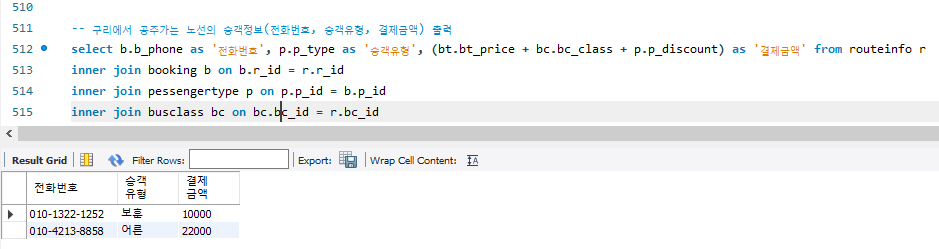 510
511 -- 구리에서 공주가는 노선의 승객정보(전화번호, 승객유형, 결제금액) 출력
512 select b.b_phone as '전화번호', p.p_type as '승객유형', (bt.bt_price + bc.bc_class + p.p_discount) as '결제금액' from routeinfo r
513 inner join booking b on b.r_id = r.r_id
514 inner join pessengertype p on p.p_id = b.p_id
515 inner join busclass bc on bc.bc_id = r.bc_id
Result Grid Filter Rows: Export: Wrap Cell Content: IA
전화번호 승객유형 결제금액
010-1322-1252 보훈 10000
010-4213-8858 어른 22000